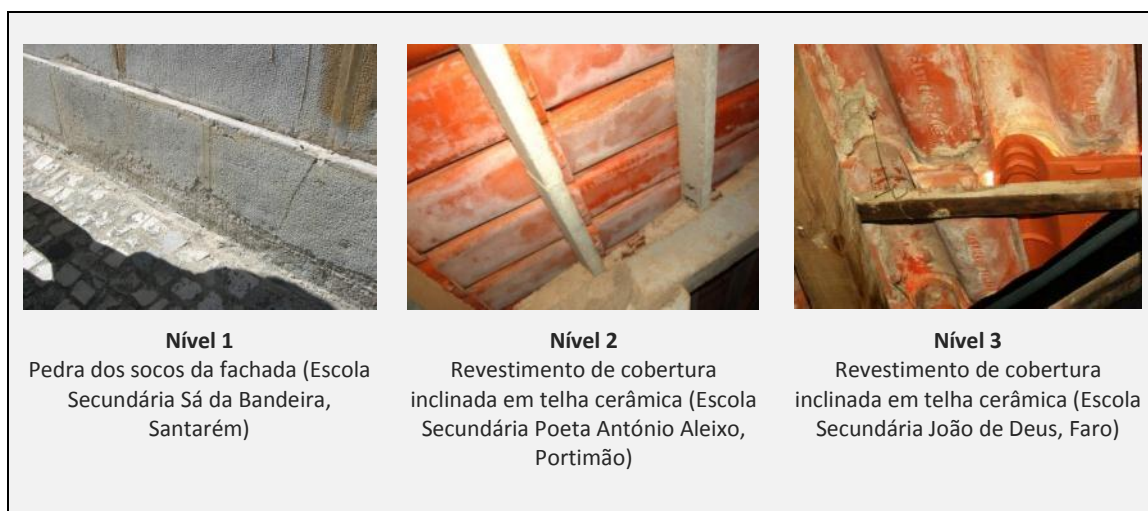 Nível 1
Pedra dos socos da fachada (Escola
Secundária Sá da Bandeira,
Santarém)
Nível 2
Revestimento de cobertura
inclinada em telha cerâmica (Escola
Secundária Poeta António Aleixo,
Portimão)
Nível 3
Revestimento de cobertura
inclinada em telha cerâmica (Escola
Secundária João de Deus, Faro)